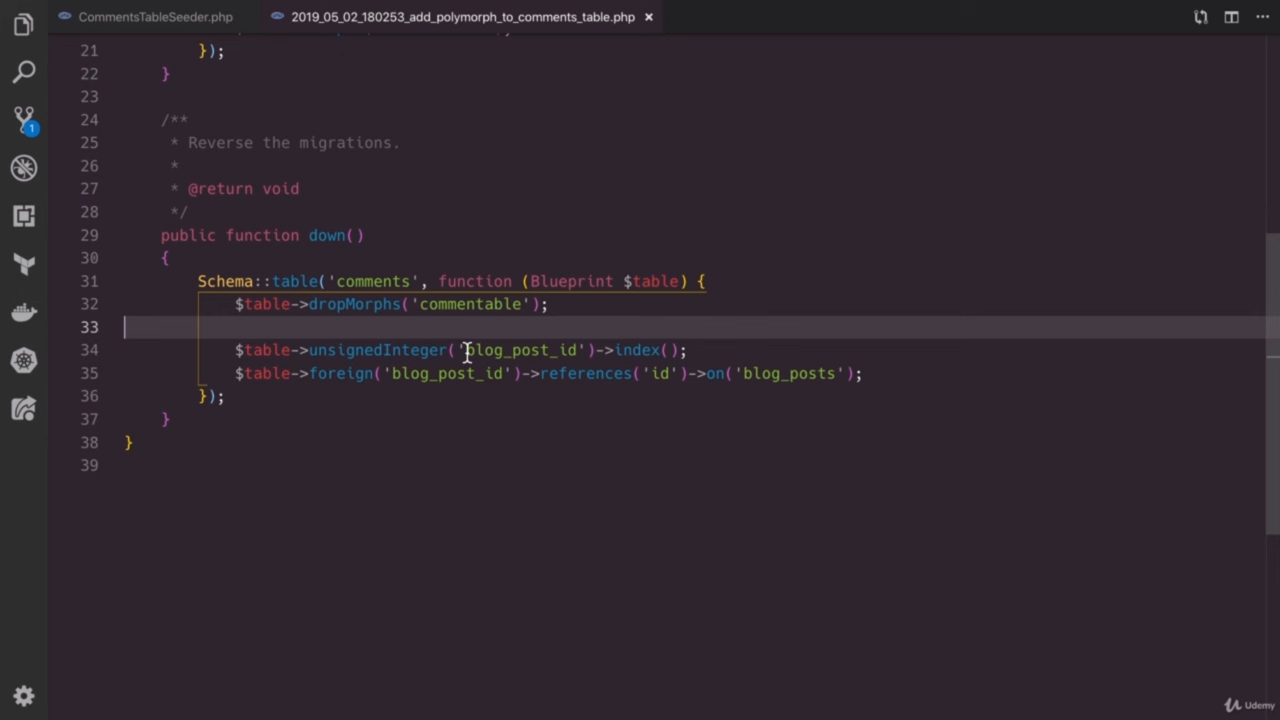 CommentsTableSeeder.php
2019_05_02_180253_add_polymorph_to_comments_table.php ×
21 });
22 }
23
24 /**
25 * Reverse the migrations.
26 *
27 * @return void
28 */
29 public function down()
30 {
31 Schema::table('comments', function (Blueprint $table) {
32 $table->dropMorphs('commentable');
33
34 $table->unsignedInteger('blog_post_id')->index();
35 $table->foreign('blog_post_id')->references('id')->on('blog_posts');
36 });
37 }
38 }
39
1
Udemy